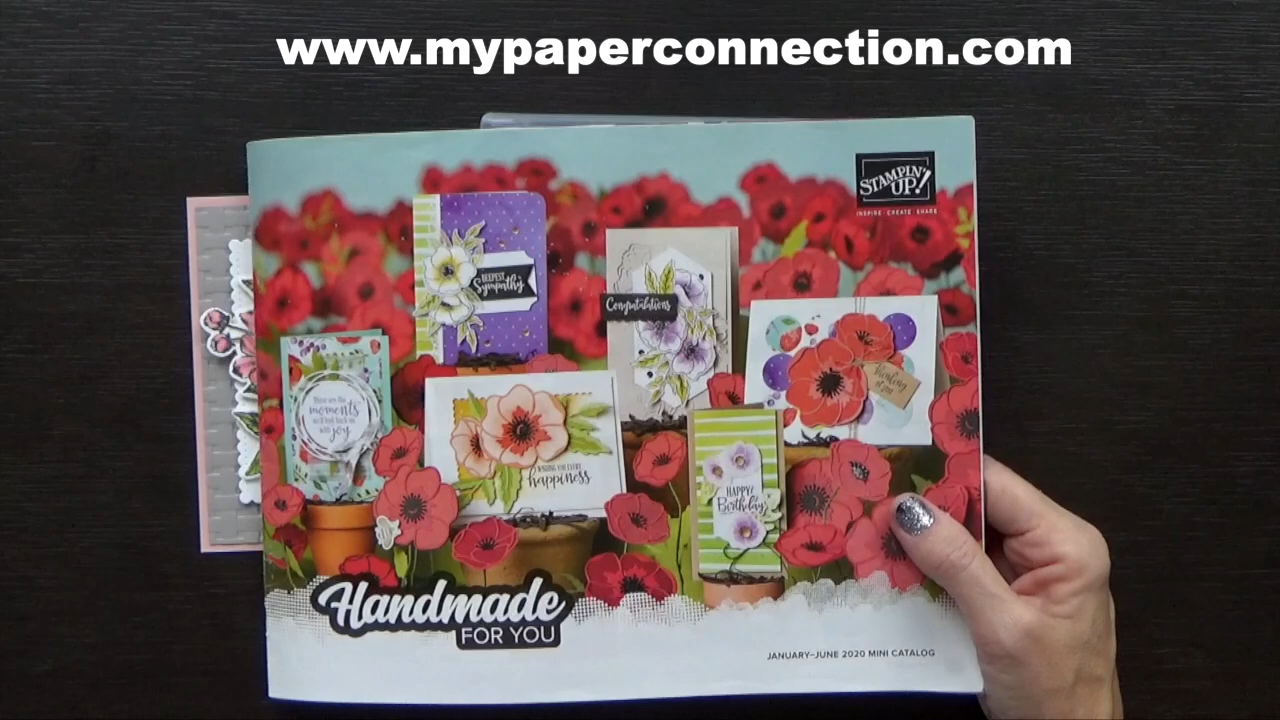 www.mypaperconnection.com
STAMPIN' UP!
INSPIRE · CREATE · SHARE
DEEPEST
Sympathy
Congratulations
thinking
of you
these are the
moments
we'll look back on
with joy
WISHING YOU EVERY
happiness
HAPPY
Birthday
Handmade
FOR YOU
JANUARY–JUNE 2020 MINI CATALOG